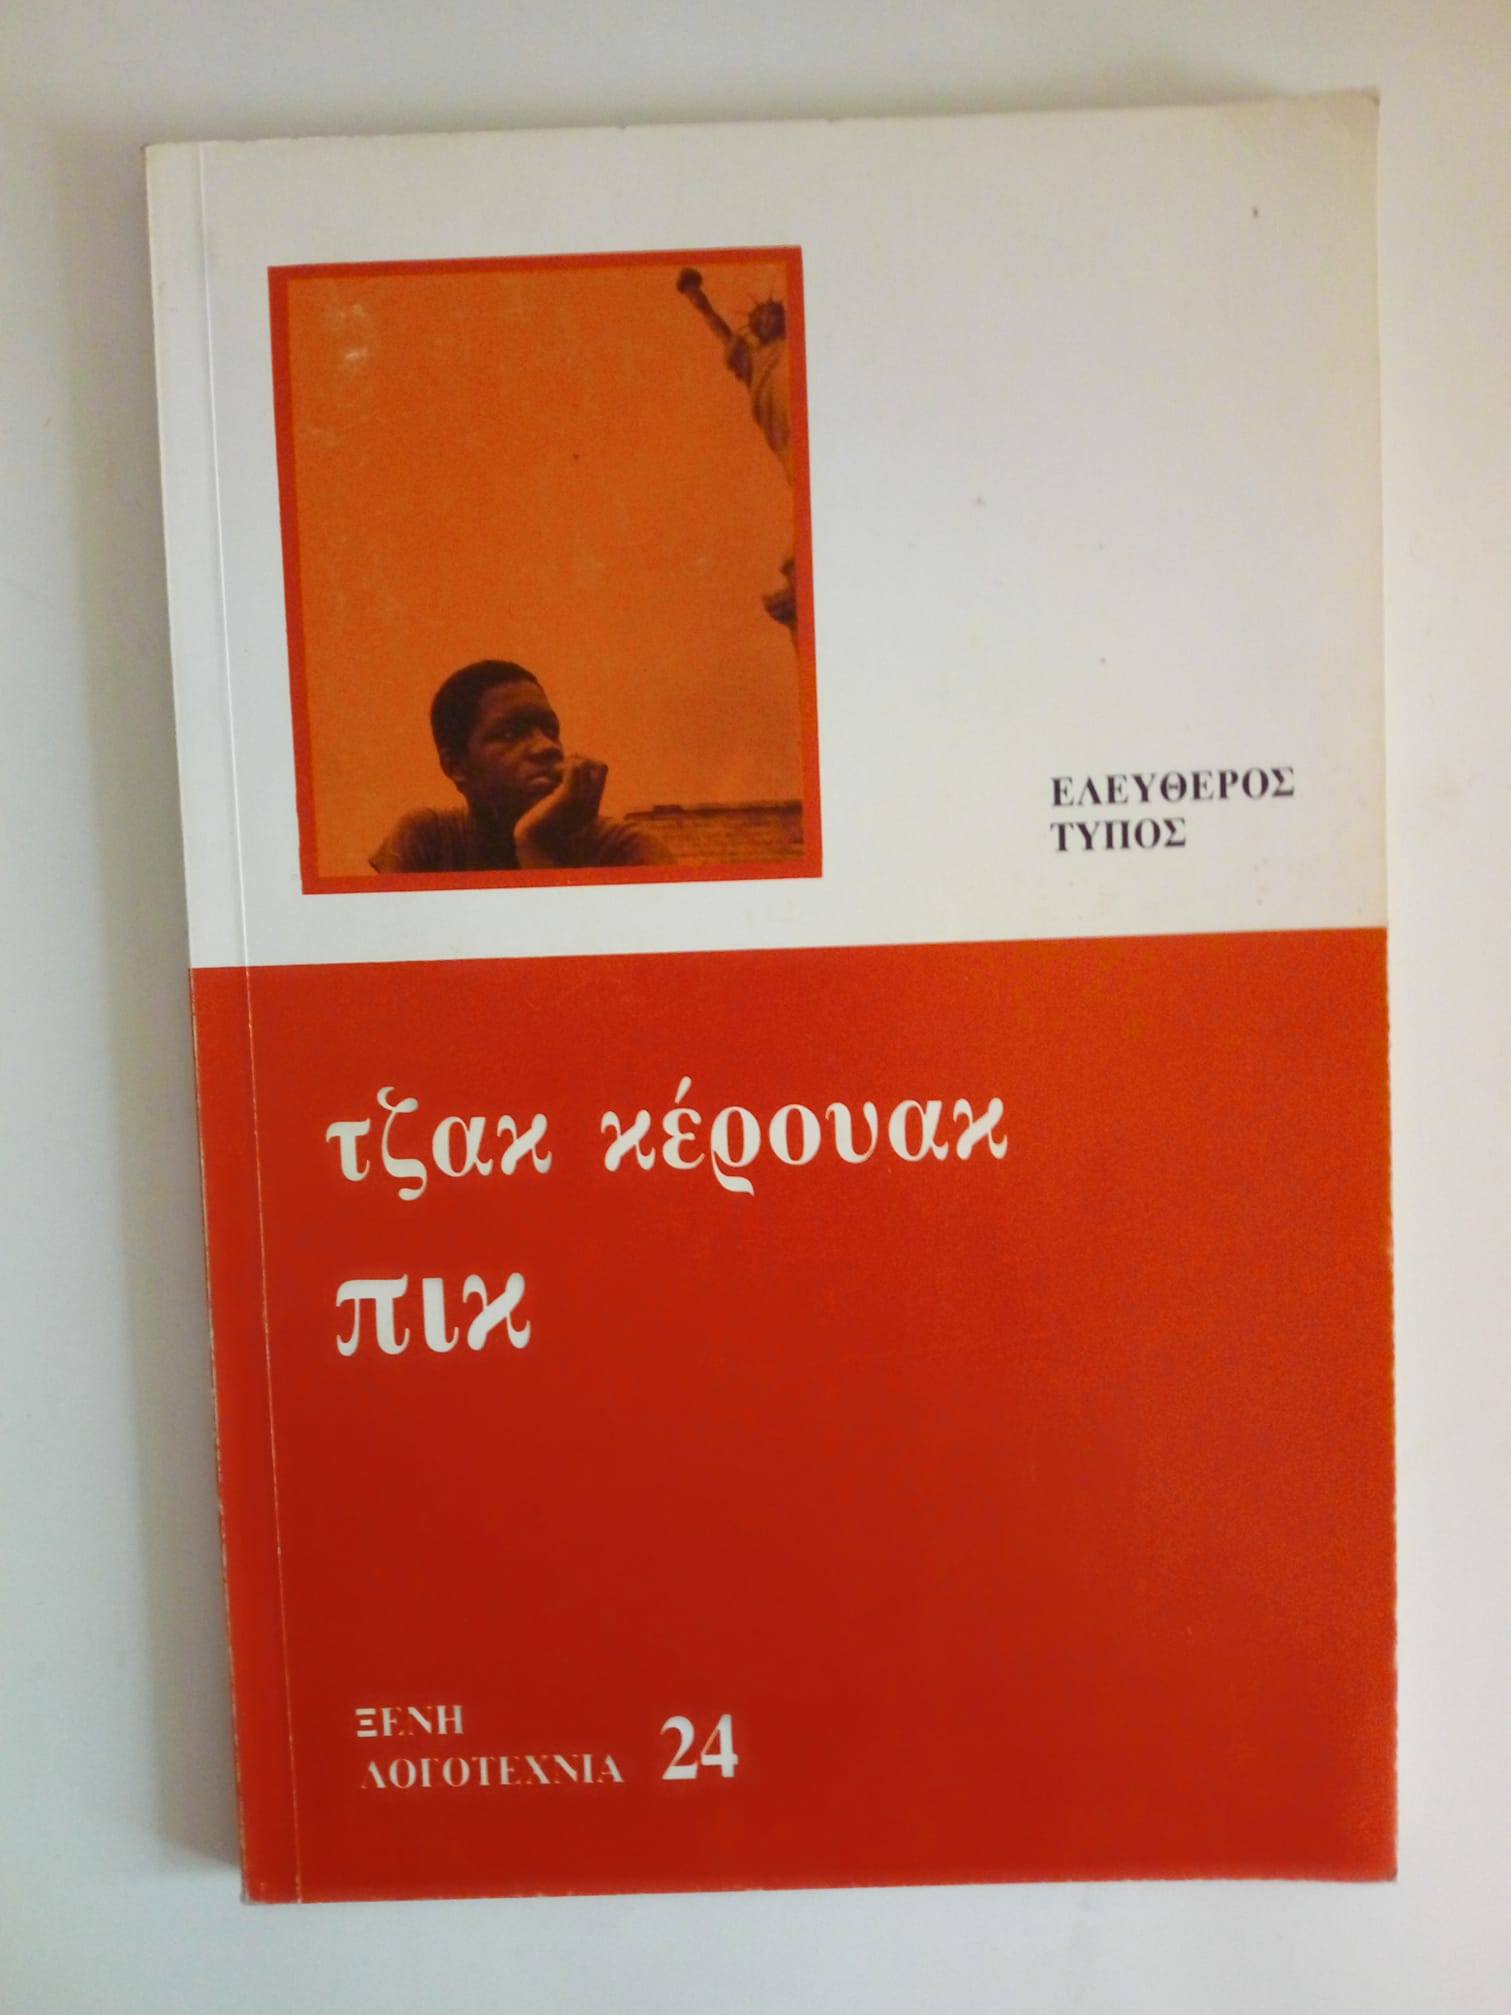 ΕΛΕΥΘΕΡΟΣ
ΤΥΠΟΣ
τζακ κέρουακ
πικ
ΞΕΝΗ
ΛΟΓΟΤΕΧΝΙΑ 24